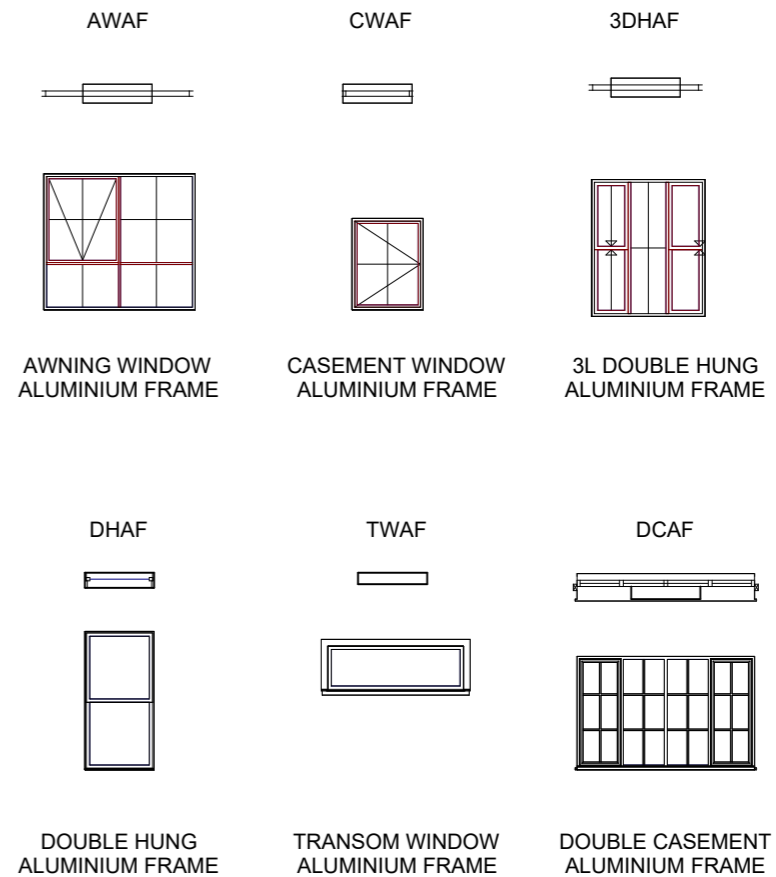 AWAF
CWAF
3DHAF
AWNING WINDOW
ALUMINIUM FRAME
CASEMENT WINDOW
ALUMINIUM FRAME
3L DOUBLE HUNG
ALUMINIUM FRAME
DHAF
TWAF
DCAF
DOUBLE HUNG
ALUMINIUM FRAME
TRANSOM WINDOW
ALUMINIUM FRAME
DOUBLE CASEMENT
ALUMINIUM FRAME